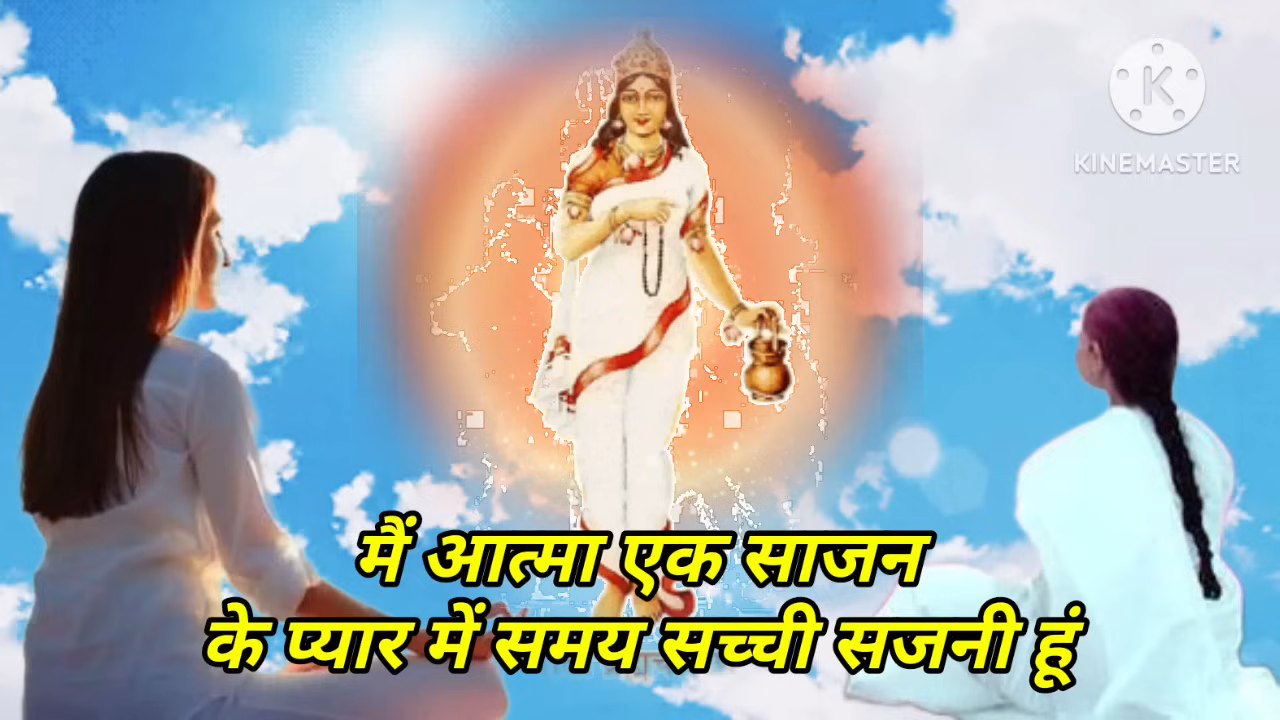 KINEMASTER
मैं आत्मा एक साजन
के प्यार में समय सच्ची सजनी हूं